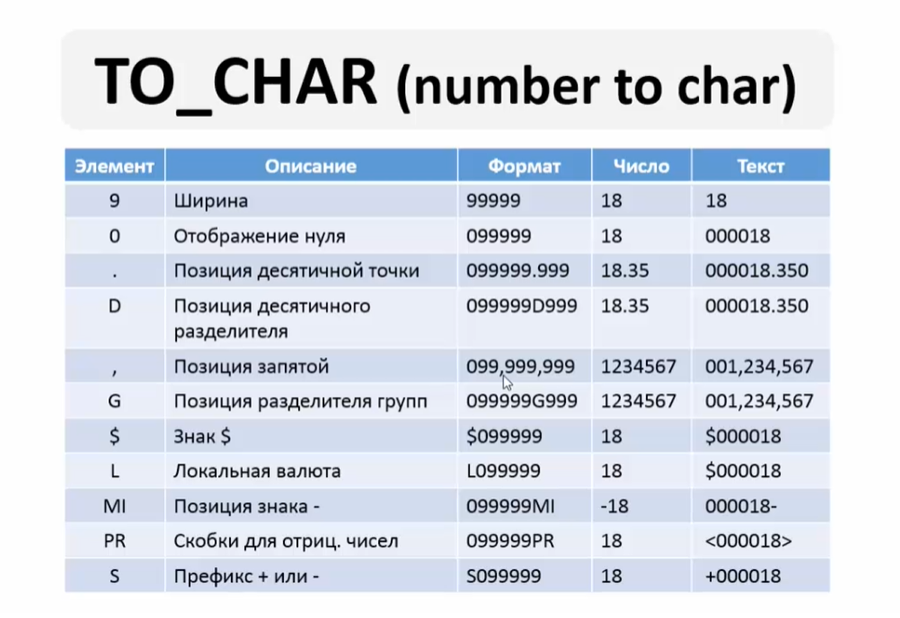 TO_CHAR (number to char)
Элемент Описание Формат Число Текст
9 Ширина 99999 18 18
0 Отображение нуля 099999 18 000018
. Позиция десятичной точки 099999.999 18.35 000018.350
D Позиция десятичного 099999D999 18.35 000018.350
разделителя
, Позиция запятой 099,999,999 1234567 001,234,567
G Позиция разделителя групп 099999G999 1234567 001,234,567
$ Знак $ $099999 18 $000018
L Локальная валюта L099999 18 $000018
MI Позиция знака - 099999MI -18 000018-
PR Скобки для отриц. чисел 099999PR 18 <000018>
S Префикс + или - S099999 18 +000018